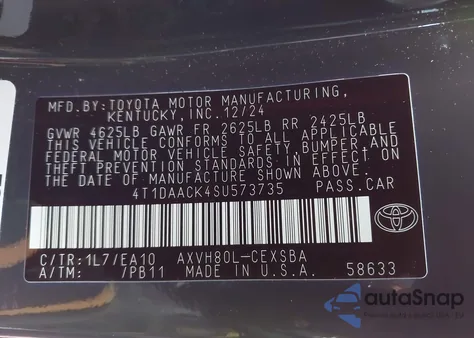 MFD.BY:TOYOTA MOTOR MANUFACTURING,
KENTUCKY,INC.12/24
GVWR 4625LB GAWR FR 2625LB RR 2425LB
THIS VEHICLE CONFORMS TO ALL APPLICABLE
FEDERAL MOTOR VEHICLE SAFETY,BUMPER,AND
THEFT PREVENTION STANDARDS IN EFFECT ON
THE DATE OF MANUFACTURE SHOWN ABOVE.
4T1DAACK4SU573735 PASS.CAR
C/TR:1L7/EA10 AXVH80L-CEXSBA
A/TM: /PB11 MADE IN U.S.A. 58633
autoSnap